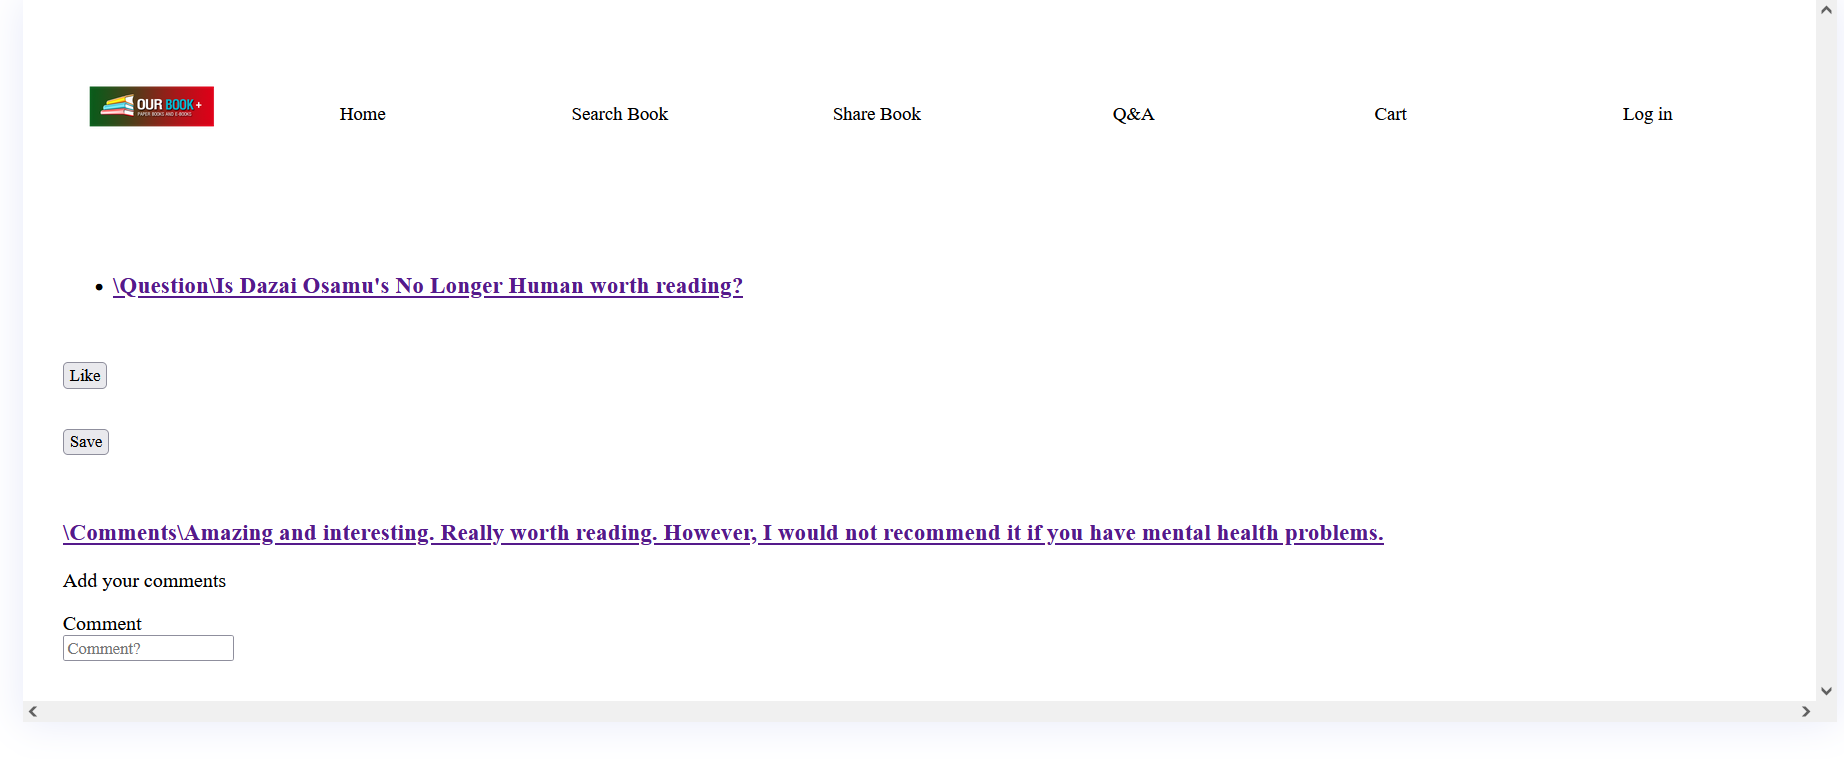 OUR BOOK+
PAPER BOOKS AND E-BOOKS
Home Search Book Share Book Q&A Cart Log in
\Question\Is Dazai Osamu's No Longer Human worth reading?
Like
Save
\Comments\Amazing and interesting. Really worth reading. However, I would not recommend it if you have mental health problems.
Add your comments
Comment
Comment?